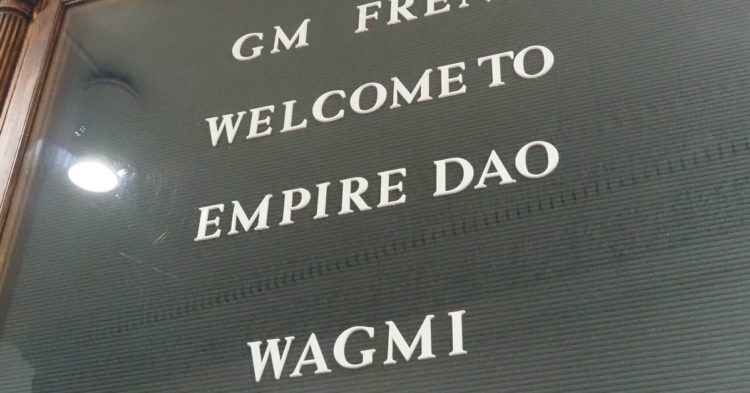 GM FREN
WELCOME TO
EMPIRE DAO
WAGMI